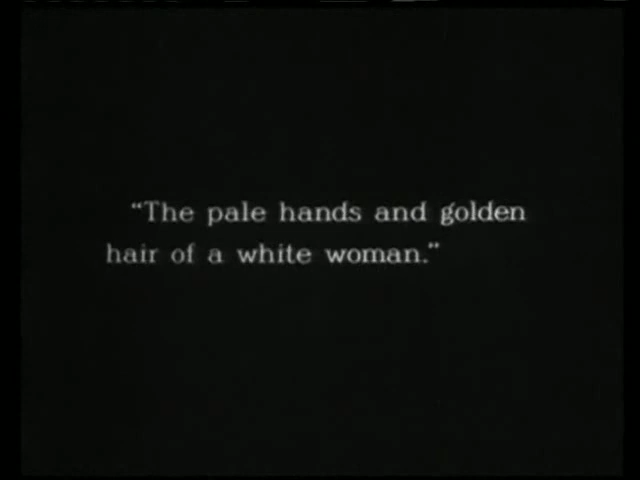 “The pale hands and golden
hair of a white woman.”